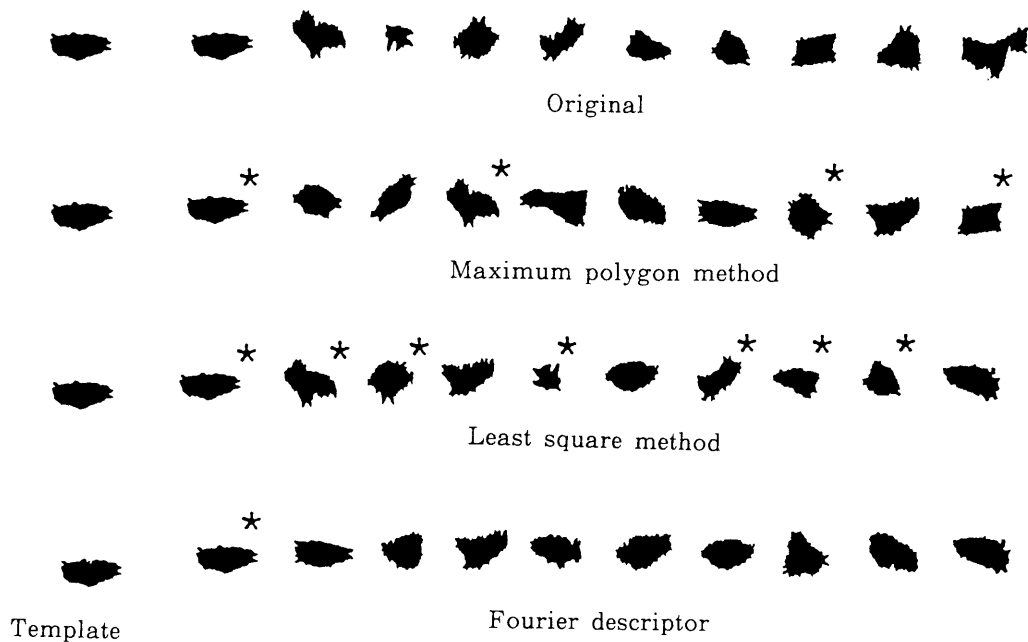 Original
Maximum polygon method
Least square method
Template
Fourier descriptor